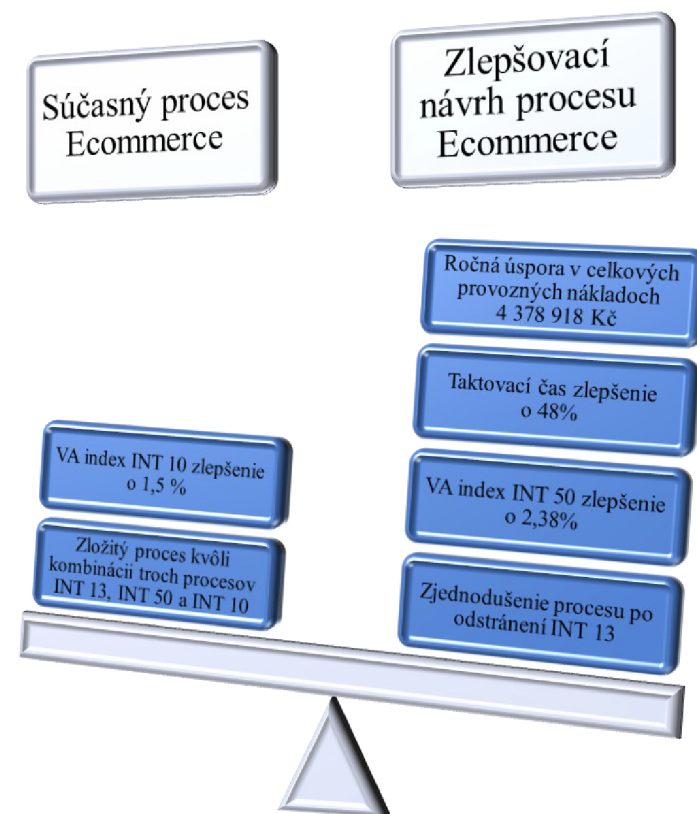 Súčasný proces
Ecommerce
Zlepšovací
návrh procesu
Ecommerce
Ročná úspora v celkových
provozných nákladoch
4 378 918 Kč
Taktovací čas zlepšenie
o 48%
VA index INT 50 zlepšenie
o 2,38%
Zjednodušenie procesu po
odstránení INT 13
VA index INT 10 zlepšenie
o 1,5 %
Zložitý proces kvôli
kombinácii troch procesov
INT 13, INT 50 a INT 10